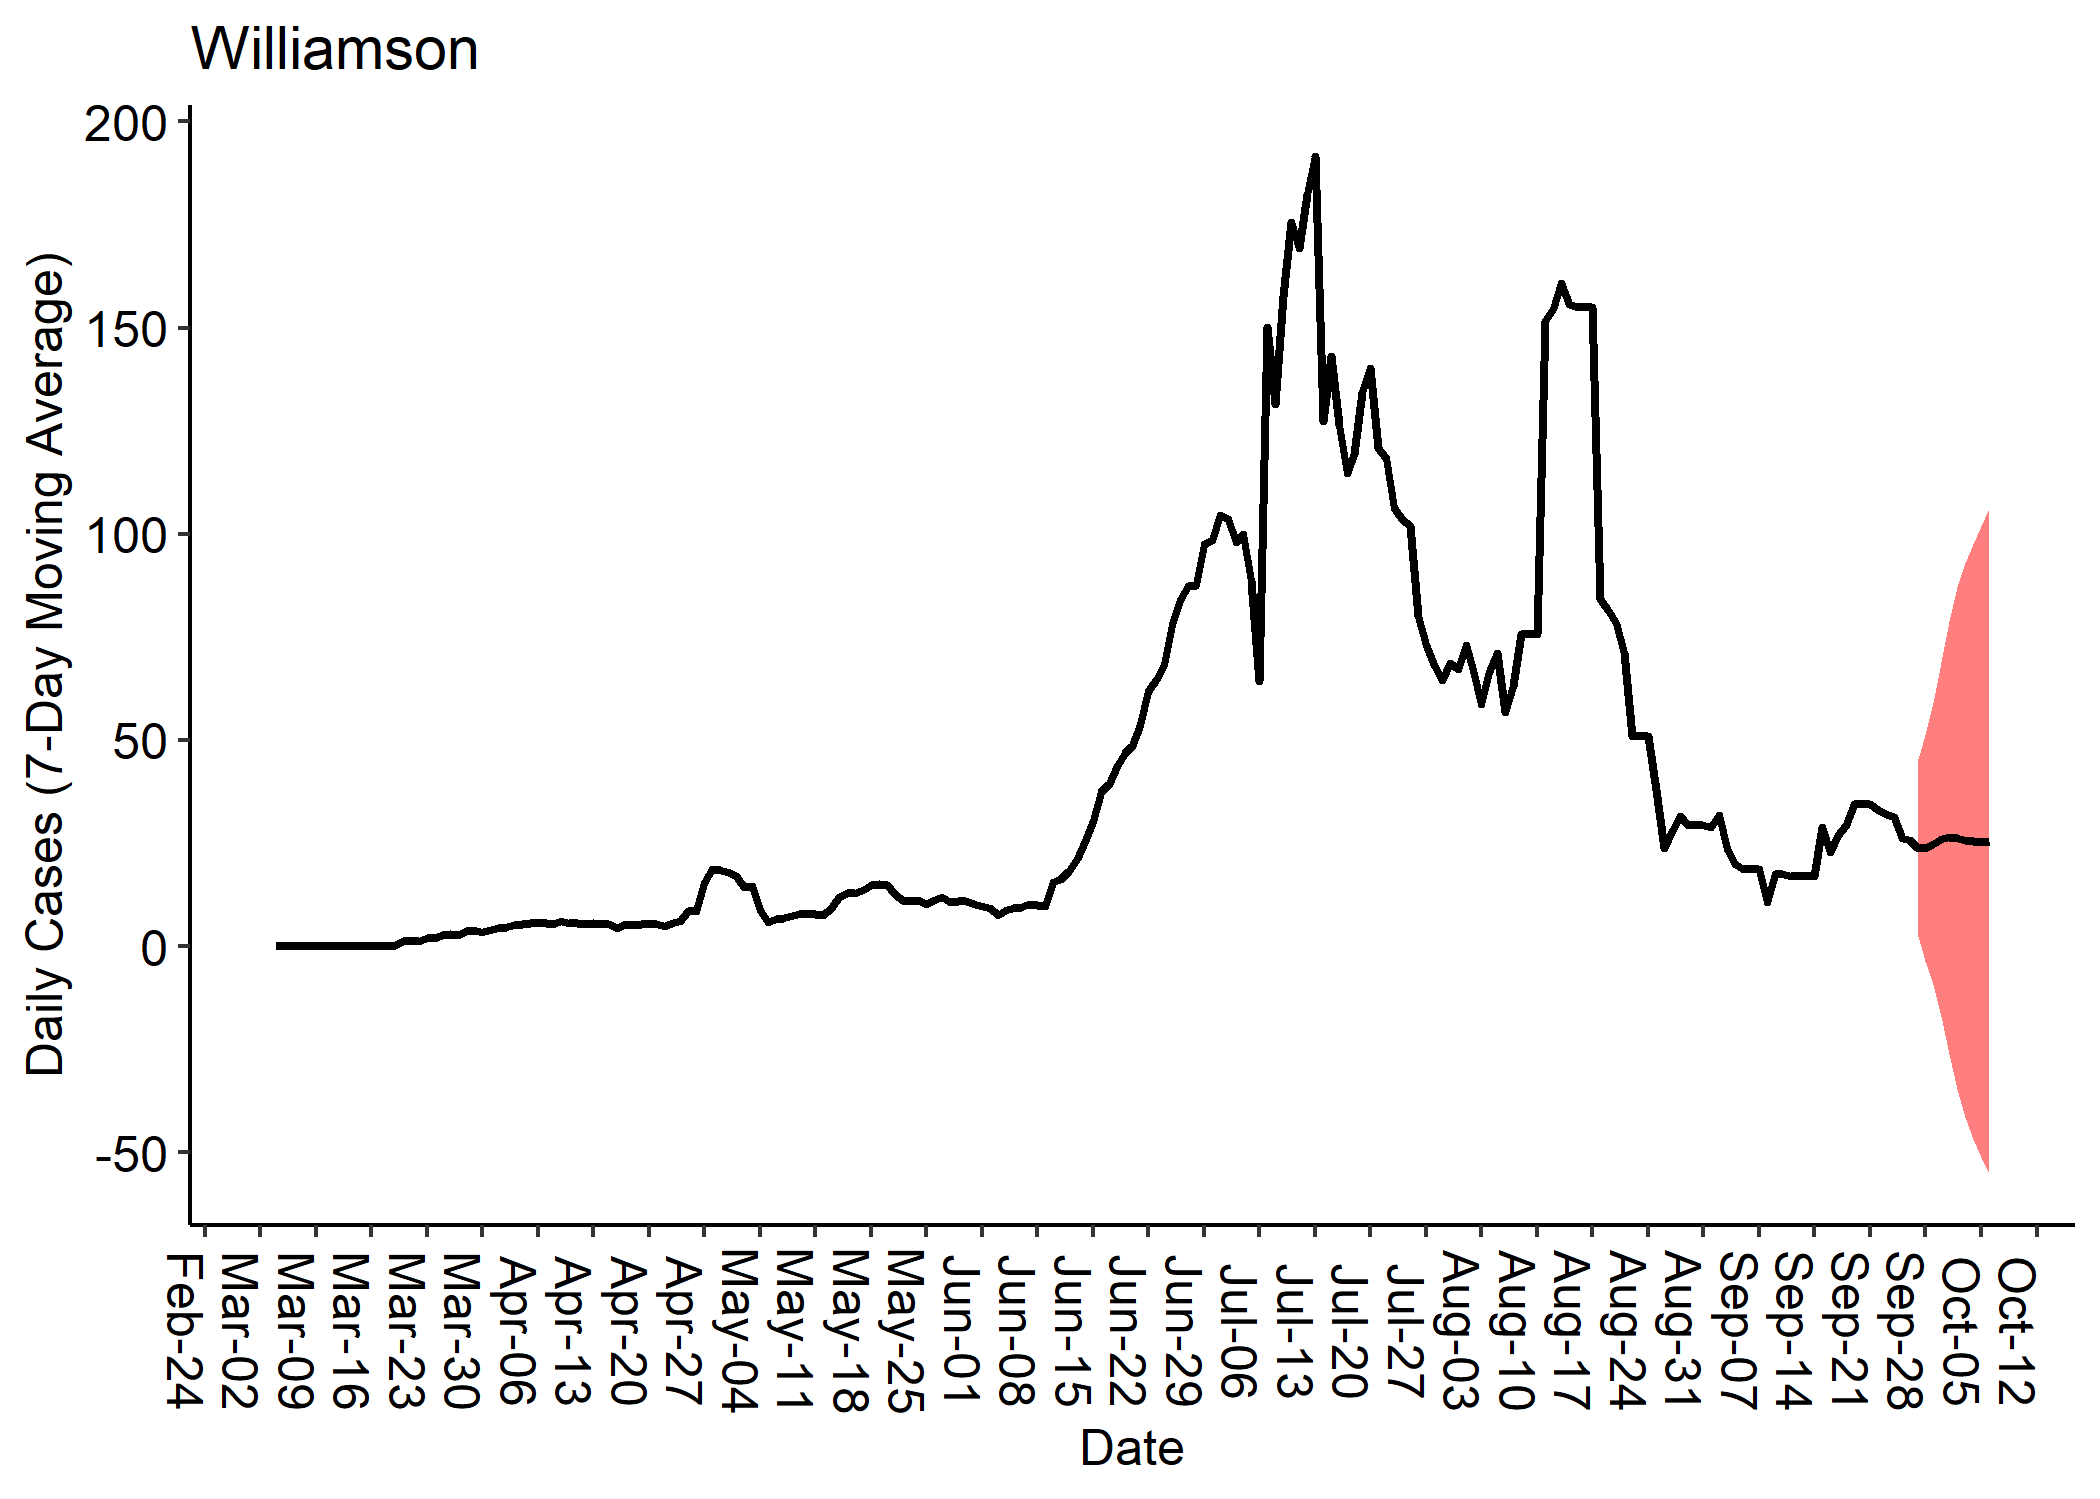 Williamson
Daily Cases (7-Day Moving Average)
200
150
100
50
0
-50
Feb-24
Mar-02
Mar-09
Mar-16
Mar-23
Mar-30
Apr-06
Apr-13
Apr-20
Apr-27
May-04
May-11
May-18
May-25
Jun-01
Jun-08
Jun-15
Jun-22
Jun-29
Jul-06
Jul-13
Jul-20
Jul-27
Aug-03
Aug-10
Aug-17
Aug-24
Aug-31
Sep-07
Sep-14
Sep-21
Sep-28
Oct-05
Oct-12
Date